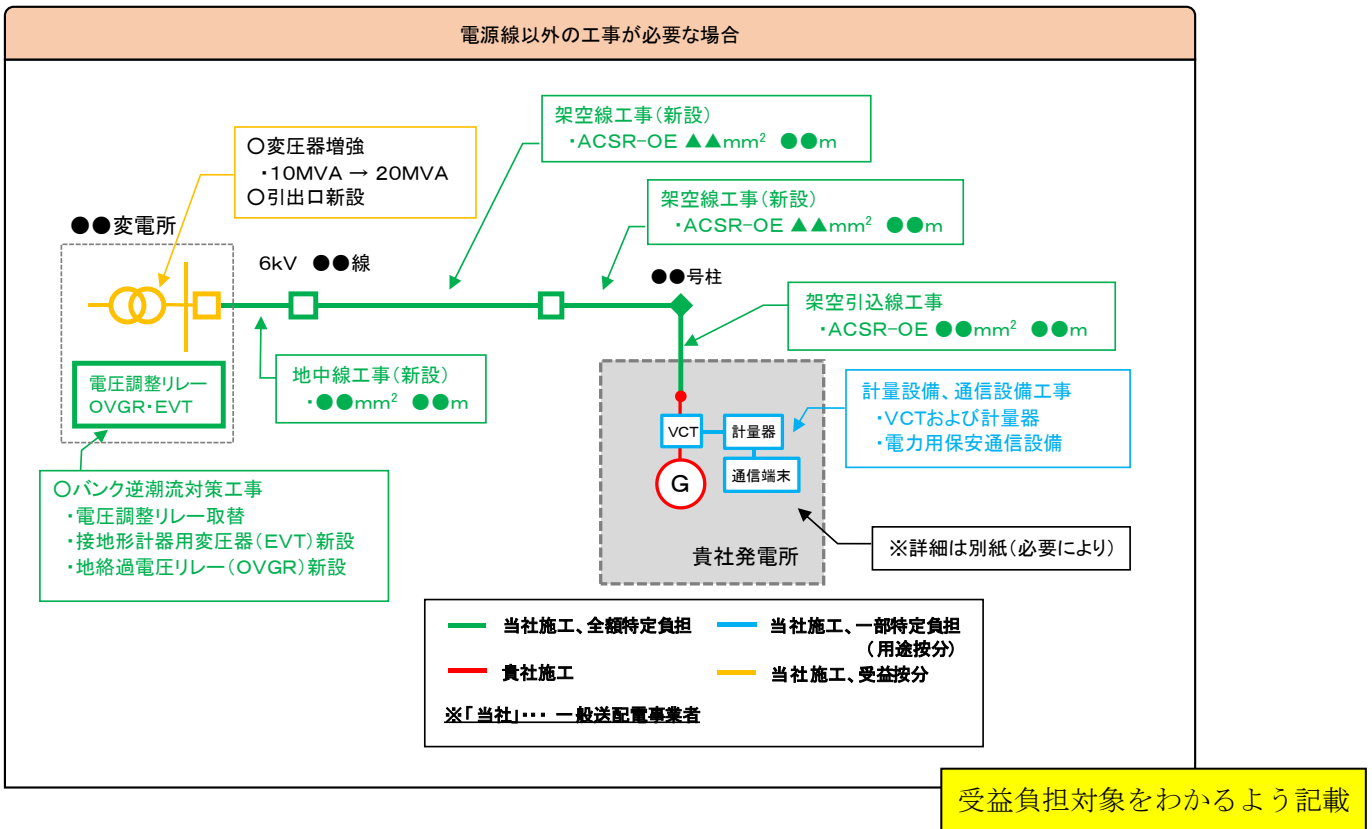 電源線以外の工事が必要な場合
架空線工事(新設)
・ACSR-OE ▲▲mm² ●●m
○変圧器増強
・10MVA → 20MVA
○引出口新設
架空線工事(新設)
・ACSR-OE ▲▲mm² ●●m
●●変電所
6kV ●●線
●●号柱
架空引込線工事
・ACSR-OE ●●mm² ●●m
電圧調整リレー
OVGR・EVT
地中線工事(新設)
・●●mm² ●●m
計量設備、通信設備工事
・VCTおよび計量器
・電力用保安通信設備
VCT
計量器
通信端末
G
○バンク逆潮流対策工事
・電圧調整リレー取替
・接地形計器用変圧器(EVT)新設
・地絡過電圧リレー(OVGR)新設
貴社発電所
※詳細は別紙(必要により)
当社施工、全額特定負担
当社施工、一部特定負担
(用途按分)
貴社施工
当社施工、受益按分
※「当社」・・・ 一般送配電事業者
受益負担対象をわかるよう記載